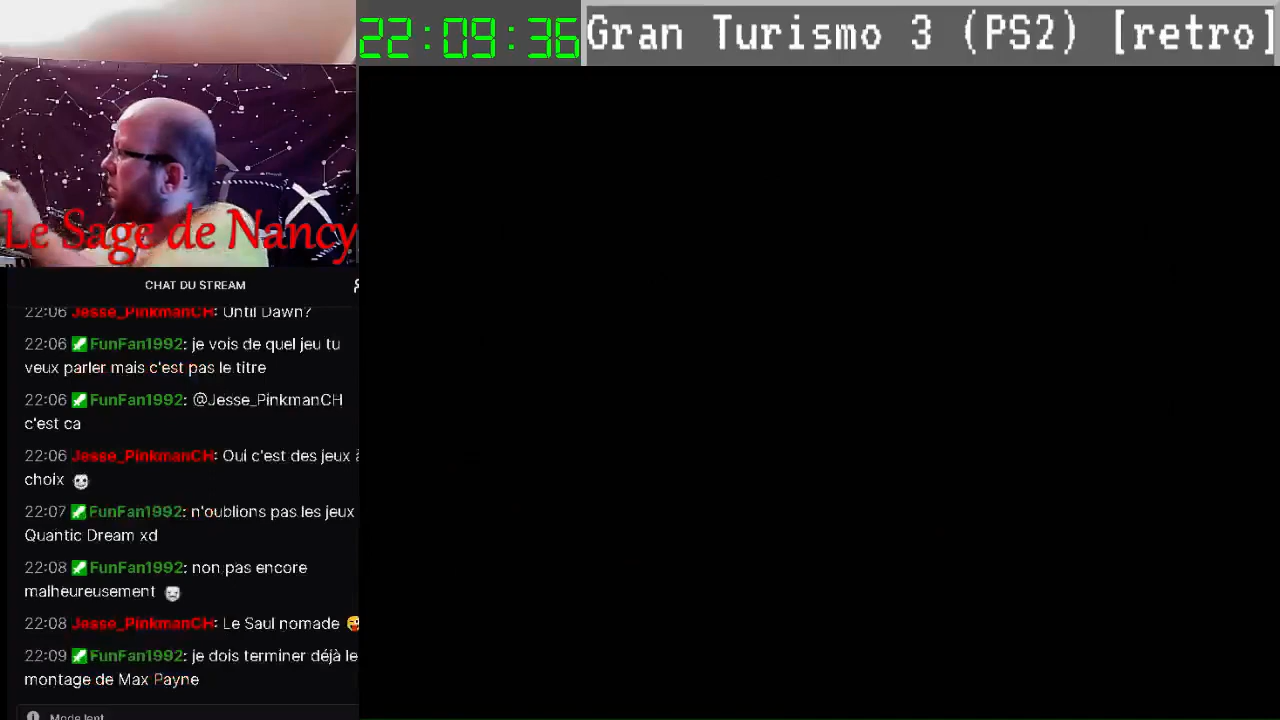 22:09:36
Gran Turismo 3 (PS2) [retro]
Le Sage de Nancy
CHAT DU STREAM
22:06 Jesse_PinkmanCH: Until Dawn?
22:06 FunFan1992: je vois de quel jeu tu
veux parler mais c'est pas le titre
22:06 FunFan1992: @Jesse_PinkmanCH
c'est ca
22:06 Jesse_PinkmanCH: Oui c'est des jeux à
choix
22:07 FunFan1992: n'oublions pas les jeux
Quantic Dream xd
22:08 FunFan1992: non pas encore
malheureusement
22:08 Jesse_PinkmanCH: Le Saul nomade
22:09 FunFan1992: je dois terminer déjà le
montage de Max Payne
Mode lent